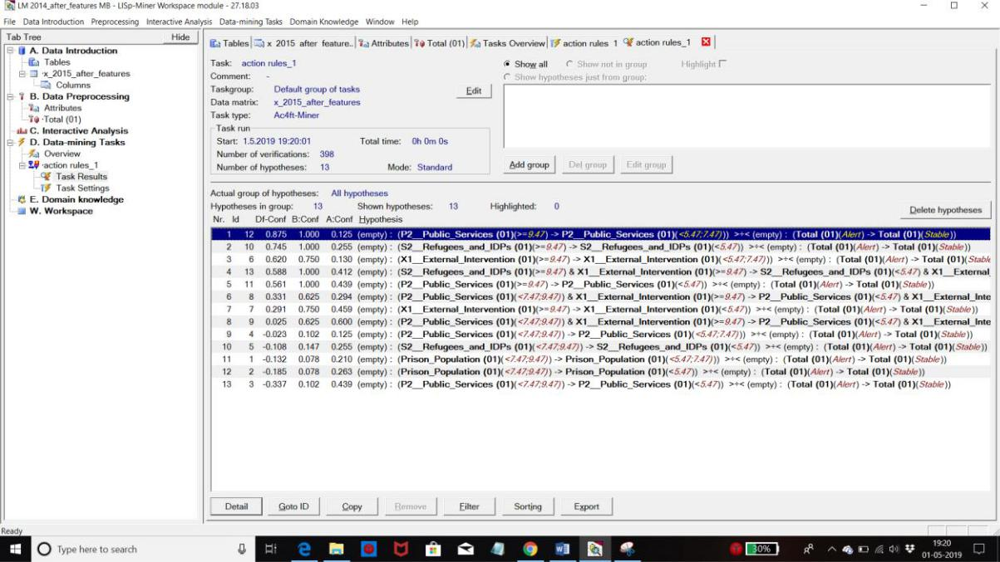 LM 2014_after_features MB - LISp-Miner Workspace module - 27.18.03
File Data Introduction Preprocessing Interactive Analysis Data-mining Tasks Domain Knowledge Window Help
Tab Tree
Hide
A. Data Introduction
Tables
x_2015_after_features
Columns
B. Data Preprocessing
Attributes
Total (01)
C. Interactive Analysis
D. Data-mining Tasks
Overview
action rules_1
Task Results
Task Settings
E. Domain knowledge
W. Workspace
Tables x 2015 after feature.. Attributes Total (01) Tasks Overview action rules 1 action rules_1
Task: action rules_1
Comment: -
Taskgroup: Default group of tasks
Edit
Data matrix: x_2015_after_features
Task type: Ac4ft-Miner
Task run
Start: 1.5.2019 19:20:01 Total time: 0h 0m 0s
Number of verifications: 398
Number of hypotheses: 13 Mode: Standard
Show all Show not in group Highlight
Show hypotheses just from group:
Add group Del group Edit group
Actual group of hypotheses: All hypotheses
Hypotheses in group: 13 Shown hypotheses: 13 Highlighted: 0
Delete hypotheses
Nr. Id Df-Conf B:Conf A:Conf Hypothesis
1 12 0.875 1.000 0.125 (empty) : (P2__Public_Services (01)(>=9.47) -> P2__Public_Services (01)(<5.47;7.47))) >÷< (empty) : (Total (01)(Alert) -> Total (01)(Stable))
2 10 0.745 1.000 0.255 (empty) : (S2__Refugees_and_IDPs (01)(>=9.47) -> S2__Refugees_and_IDPs (01)(<5.47)) >÷< (empty) : (Total (01)(Alert) -> Total (01)(Stable))
3 6 0.620 0.750 0.130 (empty) : (X1__External_Intervention (01)(>=9.47) -> X1__External_Intervention (01)(<5.47;7.47))) >÷< (empty) : (Total (01)(Alert) -> Total (01)(Stable
4 13 0.588 1.000 0.412 (empty) : (S2__Refugees_and_IDPs (01)(>=9.47) & X1__External_Intervention (01)(>=9.47) -> S2__Refugees_and_IDPs (01)(<5.47) & X1__External
5 11 0.561 1.000 0.439 (empty) : (P2__Public_Services (01)(>=9.47) -> P2__Public_Services (01)(<5.47)) >÷< (empty) : (Total (01)(Alert) -> Total (01)(Stable))
6 8 0.331 0.625 0.294 (empty) : (P2__Public_Services (01)(<7.47;9.47)) & X1__External_Intervention (01)(>=9.47) -> P2__Public_Services (01)(<5.47) & X1__External_Inte
7 7 0.291 0.750 0.459 (empty) : (X1__External_Intervention (01)(>=9.47) -> X1__External_Intervention (01)(<5.47)) >÷< (empty) : (Total (01)(Alert) -> Total (01)(Stable))
8 9 0.025 0.625 0.600 (empty) : (P2__Public_Services (01)(<7.47;9.47)) & X1__External_Intervention (01)(>=9.47) -> P2__Public_Services (01)(<5.47) & X1__External_Inte
9 4 -0.023 0.102 0.125 (empty) : (P2__Public_Services (01)(<7.47;9.47)) -> P2__Public_Services (01)(<5.47;7.47))) >÷< (empty) : (Total (01)(Alert) -> Total (01)(Stable))
10 5 -0.108 0.147 0.255 (empty) : (S2__Refugees_and_IDPs (01)(<7.47;9.47)) -> S2__Refugees_and_IDPs (01)(<5.47)) >÷< (empty) : (Total (01)(Alert) -> Total (01)(Stable))
11 1 -0.132 0.078 0.210 (empty) : (Prison_Population (01)(<7.47;9.47)) -> Prison_Population (01)(<5.47;7.47))) >÷< (empty) : (Total (01)(Alert) -> Total (01)(Stable))
12 2 -0.185 0.078 0.263 (empty) : (Prison_Population (01)(<7.47;9.47)) -> Prison_Population (01)(<5.47)) >÷< (empty) : (Total (01)(Alert) -> Total (01)(Stable))
13 3 -0.337 0.102 0.439 (empty) : (P2__Public_Services (01)(<7.47;9.47)) -> P2__Public_Services (01)(<5.47)) >÷< (empty) : (Total (01)(Alert) -> Total (01)(Stable))
Detail Goto ID Copy Remove Filter Sorting Export
Ready
Type here to search
30%
19:20
01-05-2019